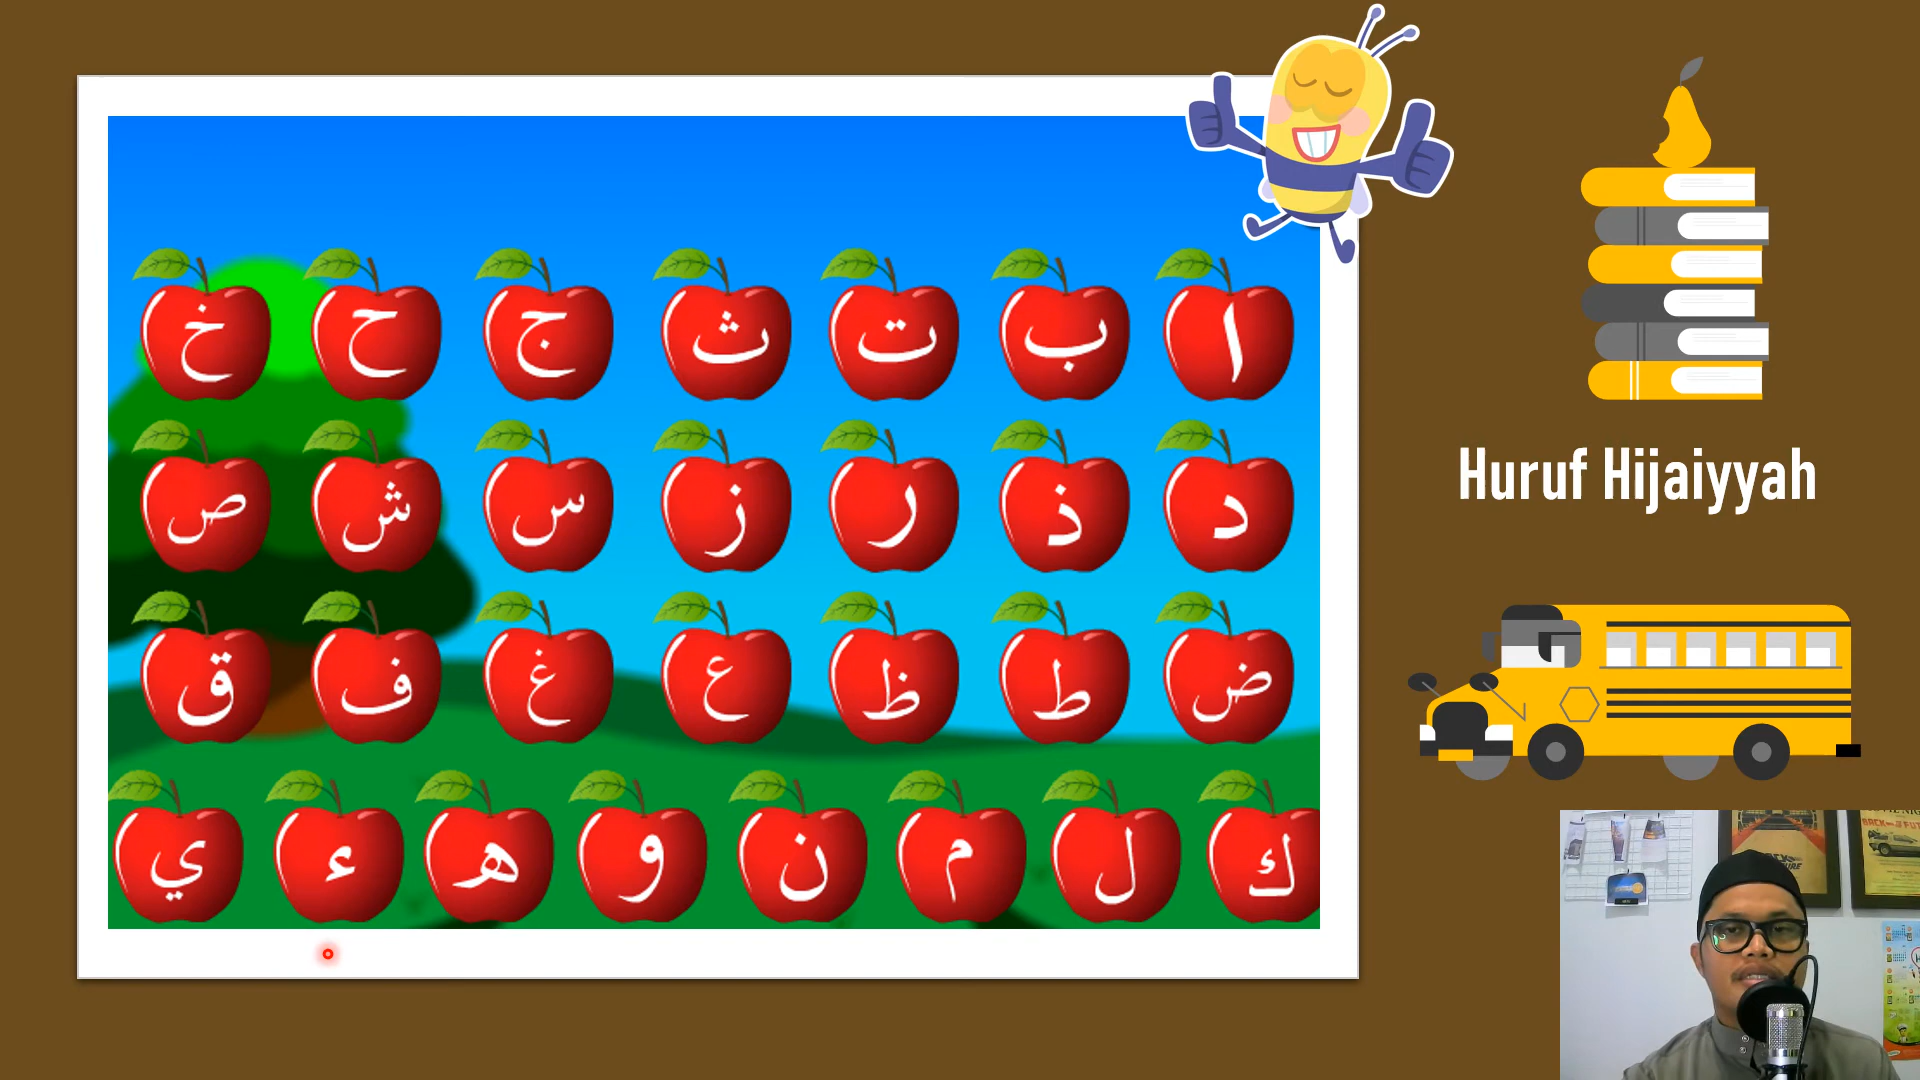 ا ب ت ث ج ح خ
د ذ ر ز س ش ص
ض ط ظ ع غ ف ق
ك ل م ن و ه ء ي
Huruf Hijaiyyah